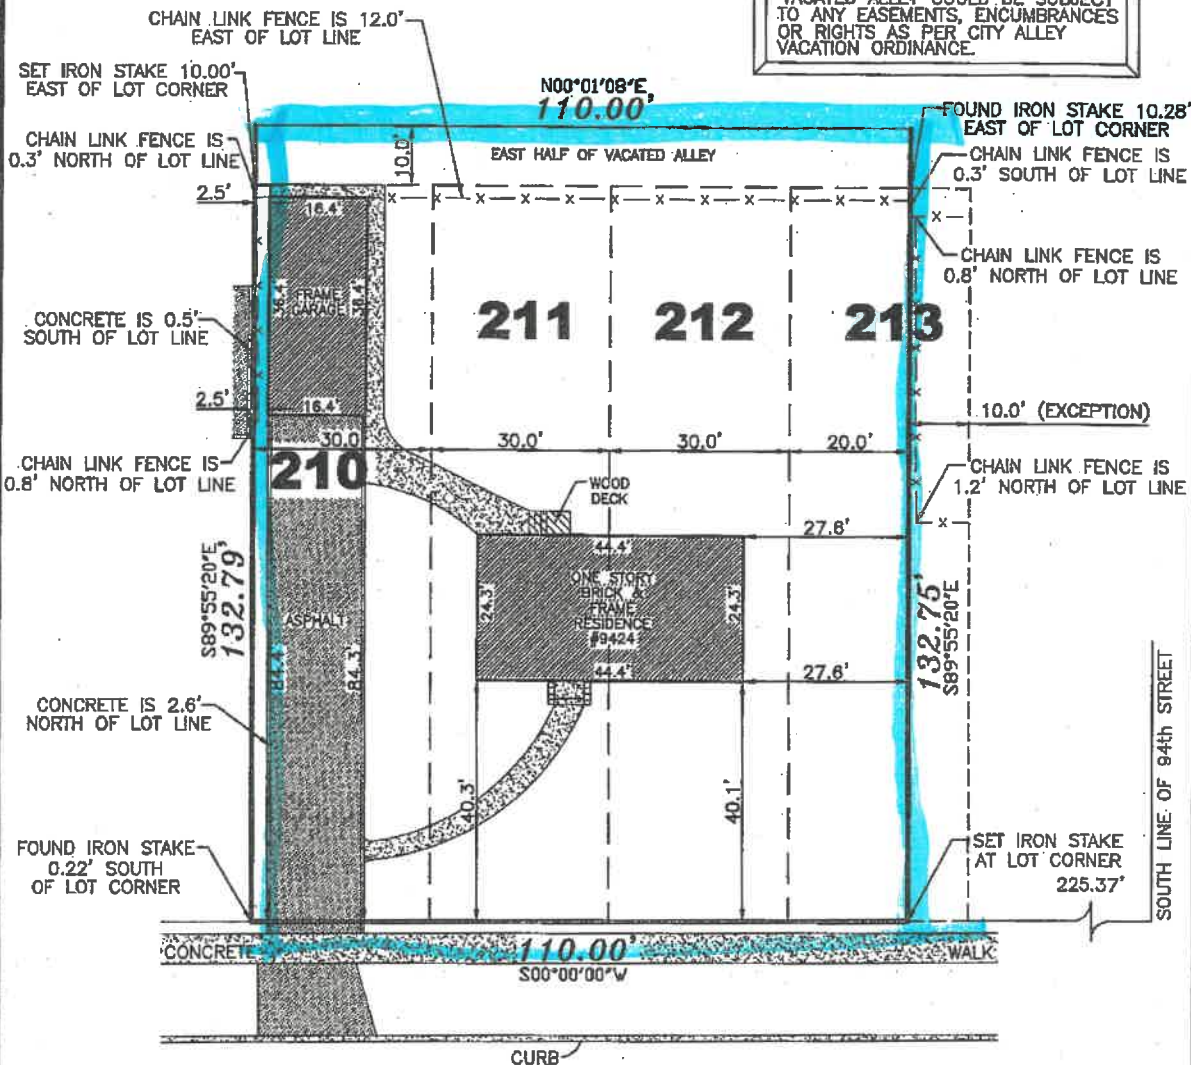 CHAIN LINK FENCE IS 12.0'
EAST OF LOT LINE
VACATED ALLEY COULD BE SUBJECT
TO ANY EASEMENTS, ENCUMBRANCES
OR RIGHTS AS PER CITY ALLEY
VACATION ORDINANCE.
SET IRON STAKE 10.00'
EAST OF LOT CORNER
N00°01'08"E
110.00'
FOUND IRON STAKE 10.28'
EAST OF LOT CORNER
CHAIN LINK FENCE IS
0.3' NORTH OF LOT LINE
10.0'
EAST HALF OF VACATED ALLEY
CHAIN LINK FENCE IS
0.3' SOUTH OF LOT LINE
2.5'
16.4'
CHAIN LINK FENCE IS
0.8' NORTH OF LOT LINE
FRAME
GARAGE
38.4'
211
212
213
CONCRETE IS 0.5'
SOUTH OF LOT LINE
2.5'
16.4'
10.0' (EXCEPTION)
30.0
30.0'
30.0'
20.0'
CHAIN LINK FENCE IS
0.8' NORTH OF LOT LINE
210
CHAIN LINK FENCE IS
1.2' NORTH OF LOT LINE
WOOD
DECK
27.6'
44.4'
S89°55'20"E
132.79'
ONE STORY
BRICK &
FRAME
RESIDENCE
#9424
24.3'
24.3'
44.4'
ASPHALT
84.4'
84.3'
27.6'
132.75'
S89°55'20"E
CONCRETE IS 2.6'
NORTH OF LOT LINE
40.3'
40.1'
SOUTH LINE OF 94th STREET
FOUND IRON STAKE
0.22' SOUTH
OF LOT CORNER
SET IRON STAKE
AT LOT CORNER
225.37'
CONCRETE
110.00'
WALK
S00°00'00"W
CURB